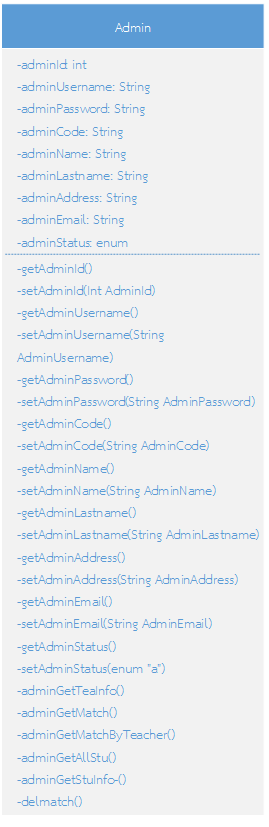 Admin
-adminId: int
-adminUsername: String
-adminPassword: String
-adminCode: String
-adminName: String
-adminLastname: String
-adminAddress: String
-adminEmail: String
-adminStatus: enum
-getAdminId()
-setAdminId(Int AdminId)
-getAdminUsername()
-setAdminUsername(String
AdminUsername)
-getAdminPassword()
-setAdminPassword(String AdminPassword)
-getAdminCode()
-setAdminCode(String AdminCode)
-getAdminName()
-setAdminName(String AdminName)
-getAdminLastname()
-setAdminLastname(String AdminLastname)
-getAdminAddress()
-setAdminAddress(String AdminAddress)
-getAdminEmail()
-setAdminEmail(String AdminEmail)
-getAdminStatus()
-setAdminStatus(enum "a")
-adminGetTeaInfo()
-adminGetMatch()
-adminGetMatchByTeacher()
-adminGetAllStu()
-adminGetStuInfo-()
-delmatch()